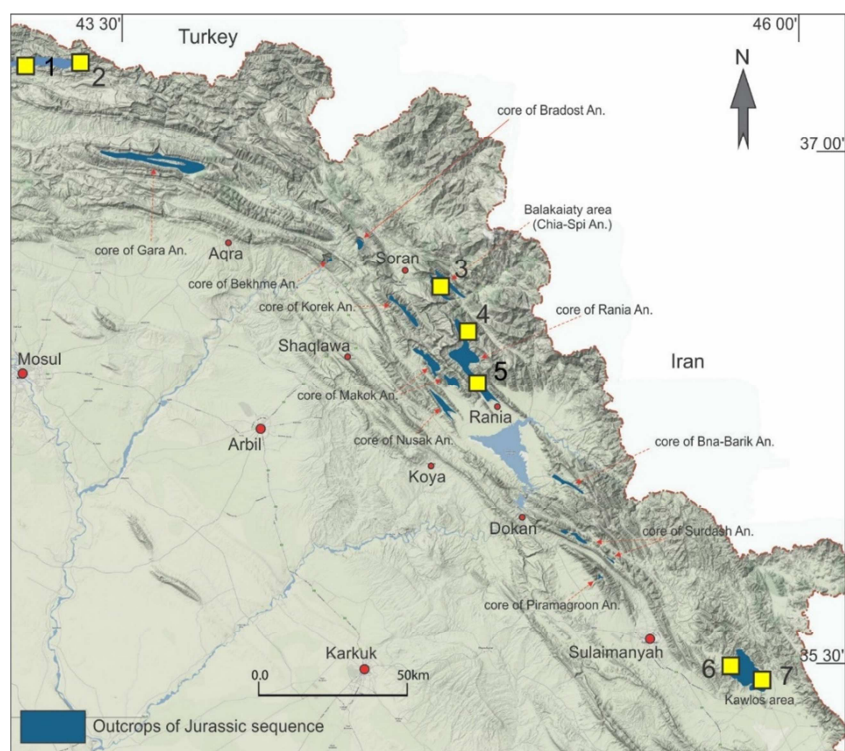 43 30
46 00
Turkey
1
2
N
core of Bradost An.
37 00
Balakaiaty area
(Chia-Spi An.)
core of Gara An.
Aqra
Soran
core of Bekhme An.
3
core of Korek An.
4
core of Rania An.
Shaqlawa
Iran
Mosul
5
core of Makok An.
Rania
Arbil
core of Nusak An.
core of Bna-Barik An.
Koya
Dokan
core of Surdash An.
core of Piramagroon An.
Karkuk
Sulaimanyah
35 30
0.0
50km
6
7
Kawlos area
Outcrops of Jurassic sequence